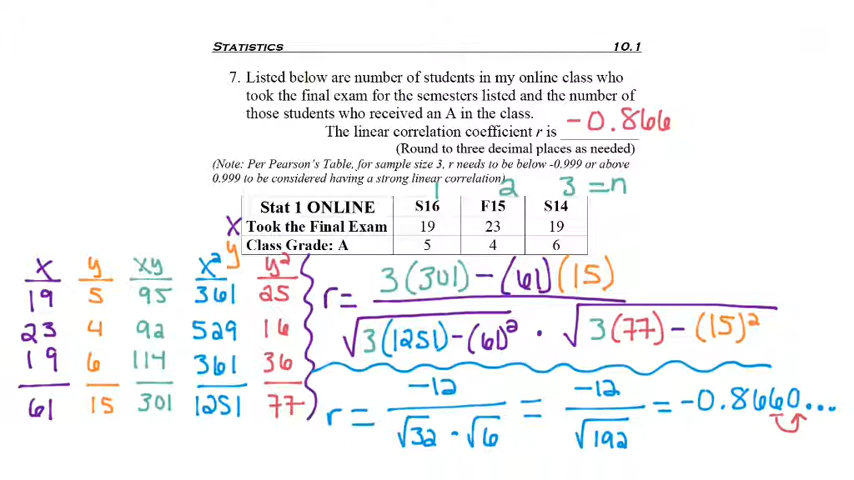 STATISTICS 10.1
7. Listed below are number of students in my online class who
took the final exam for the semesters listed and the number of
those students who received an A in the class.
The linear correlation coefficient r is -0.866
(Round to three decimal places as needed)
(Note: Per Pearson's Table, for sample size 3, r needs to be below -0.999 or above
0.999 to be considered having a strong linear correlation)
1 2 3 = n
Stat 1 ONLINE S16 F15 S14
x Took the Final Exam 19 23 19
y Class Grade: A 5 4 6
x y xy x² y²
19 5 95 361 25
23 4 92 529 16
19 6 114 361 36
61 15 301 1251 77
r = 3(301) - (61)(15)
√3(1251) - (61)² · √3(77) - (15)²
r = -12 / √32 · √6 = -12 / √192 = -0.8660...